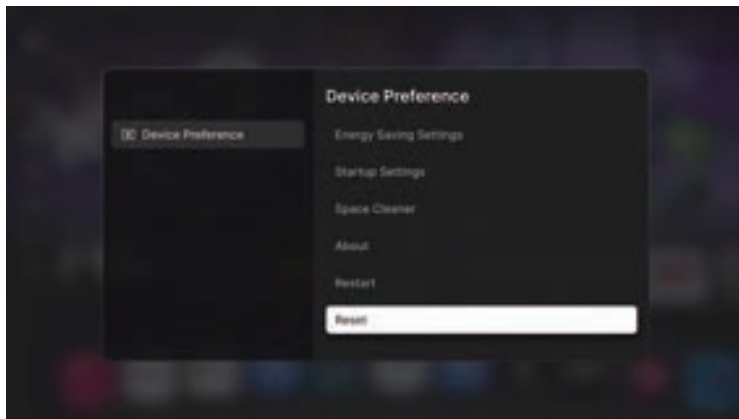 Device Preference
Device Preference
Energy Saving Settings
Startup Settings
Space Cleaner
About
Restart
Reset